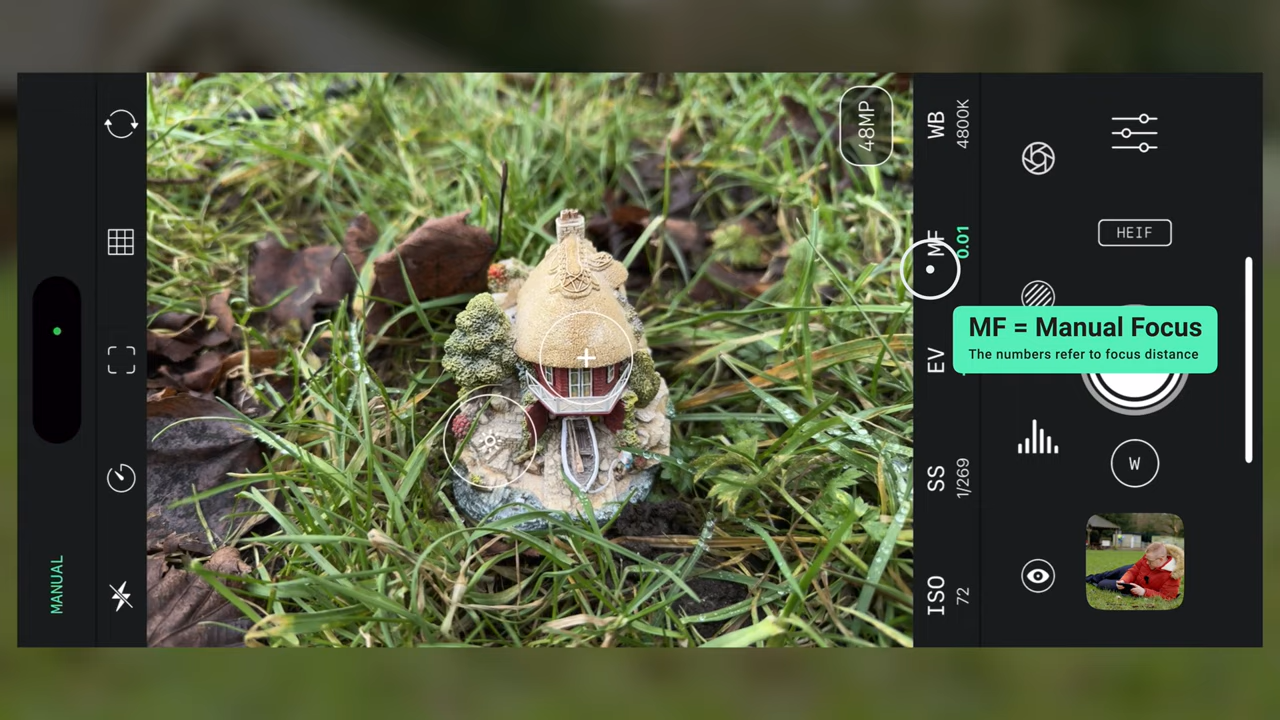 48MP
WB
4800K
MF
0.01
HEIF
MF = Manual Focus
The numbers refer to focus distance
EV
SS
1/269
W
ISO
72
MANUAL